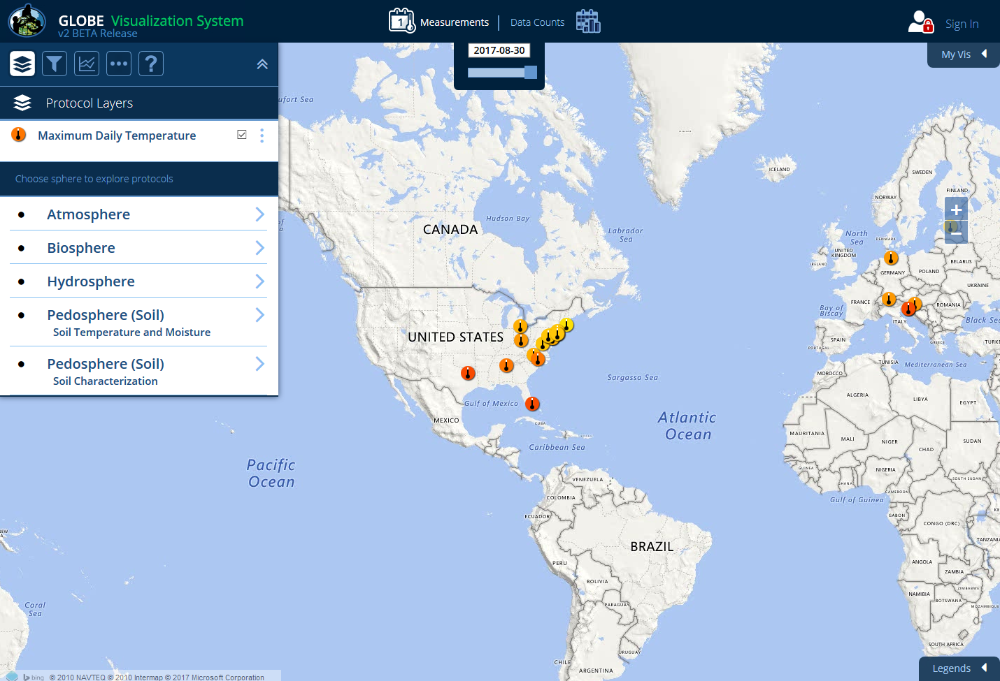 GLOBE Visualization System
v2 BETA Release
1
Measurements
Data Counts
Sign In
2017-08-30
My Vis
?
Protocol Layers
Maximum Daily Temperature
Choose sphere to explore protocols
Atmosphere
Biosphere
Hydrosphere
Pedosphere (Soil)
Soil Temperature and Moisture
Pedosphere (Soil)
Soil Characterization
ufort Sea
ICELAND
SWEDEN
FINLAND
NORWAY
+
−
Hudson Bay
CANADA
Labrador
Sea
North
Sea
DENMARK
UNITED
KINGDOM
IRELAND
BELARUS
GERMANY
POLAND
UKRAINE
FRANCE
ROMANIA
Bay of
Biscay
ITALY
Black Se
UNITED STATES
SPAIN
PORTUGAL
GREECE
TURK
TUNISIA
Mediterranean Sea
MOROCCO
Sargasso Sea
ALGERIA
LIBYA
EGYPT
Gulf of Mexico
MEXICO
CUBA
Atlantic
Ocean
MAURITANIA
MALI
NIGER
CHAD
SUDAN
Caribbean Sea
Pacific
Ocean
GUINEA
NIGERIA
GHANA
SOUTH SUDAN
CAMEROON
VENEZUELA
COLOMBIA
Gulf of Guinea
ECUADOR
GABON
CONGO (DRC)
KE
TANZANIA
BRAZIL
PERU
ANGOLA
ZAMBIA
BOLIVIA
ZIMBABWE
NAMIBIA
BOTSWANA
MOZAMBIQUE
PARAGUAY
Coral
Sea
SOUTH AFRICA
URUGUAY
CHILE
ARGENTINA
Legends
bing
© 2010 NAVTEQ © 2010 Intermap © 2017 Microsoft Corporation